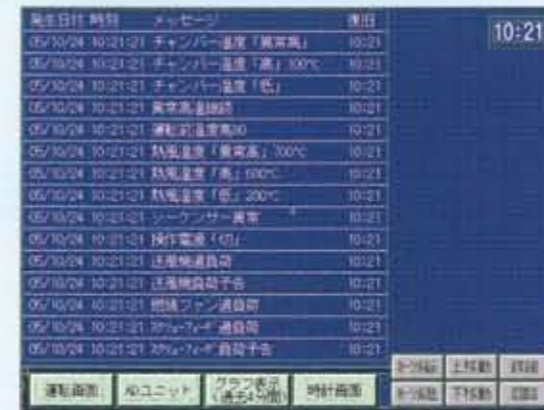 発生日付 時刻 メッセージ 復旧
10:21
05/10/24 10:21:21 チャンバー温度「異常高」 10:21
05/10/24 10:21:21 チャンバー温度「高」100℃ 10:21
05/10/24 10:21:21 チャンバー温度「低」 10:21
05/10/24 10:21:21 異常高温 10:21
05/10/24 10:21:21 運転 温度 10:21
05/10/24 10:21:21 熱風温度「異常高」700℃ 10:21
05/10/24 10:21:21 熱風温度「高」600℃ 10:21
05/10/24 10:21:21 熱風温度「低」200℃ 10:21
05/10/24 10:21:21 シーケンサー異常 10:21
05/10/24 10:21:21 操作電源「切」 10:21
05/10/24 10:21:21 送風機過負荷 10:21
05/10/24 10:21:21 送風機負荷予告 10:21
05/10/24 10:21:21 燃焼ファン過負荷 10:21
05/10/24 10:21:21 スクリューフィーダ過負荷 10:21
05/10/24 10:21:21 スクリューフィーダ負荷予告 10:21
上移動 詳細
運転画面 ADユニット グラフ表示(過去4分間) 時計画面 下移動